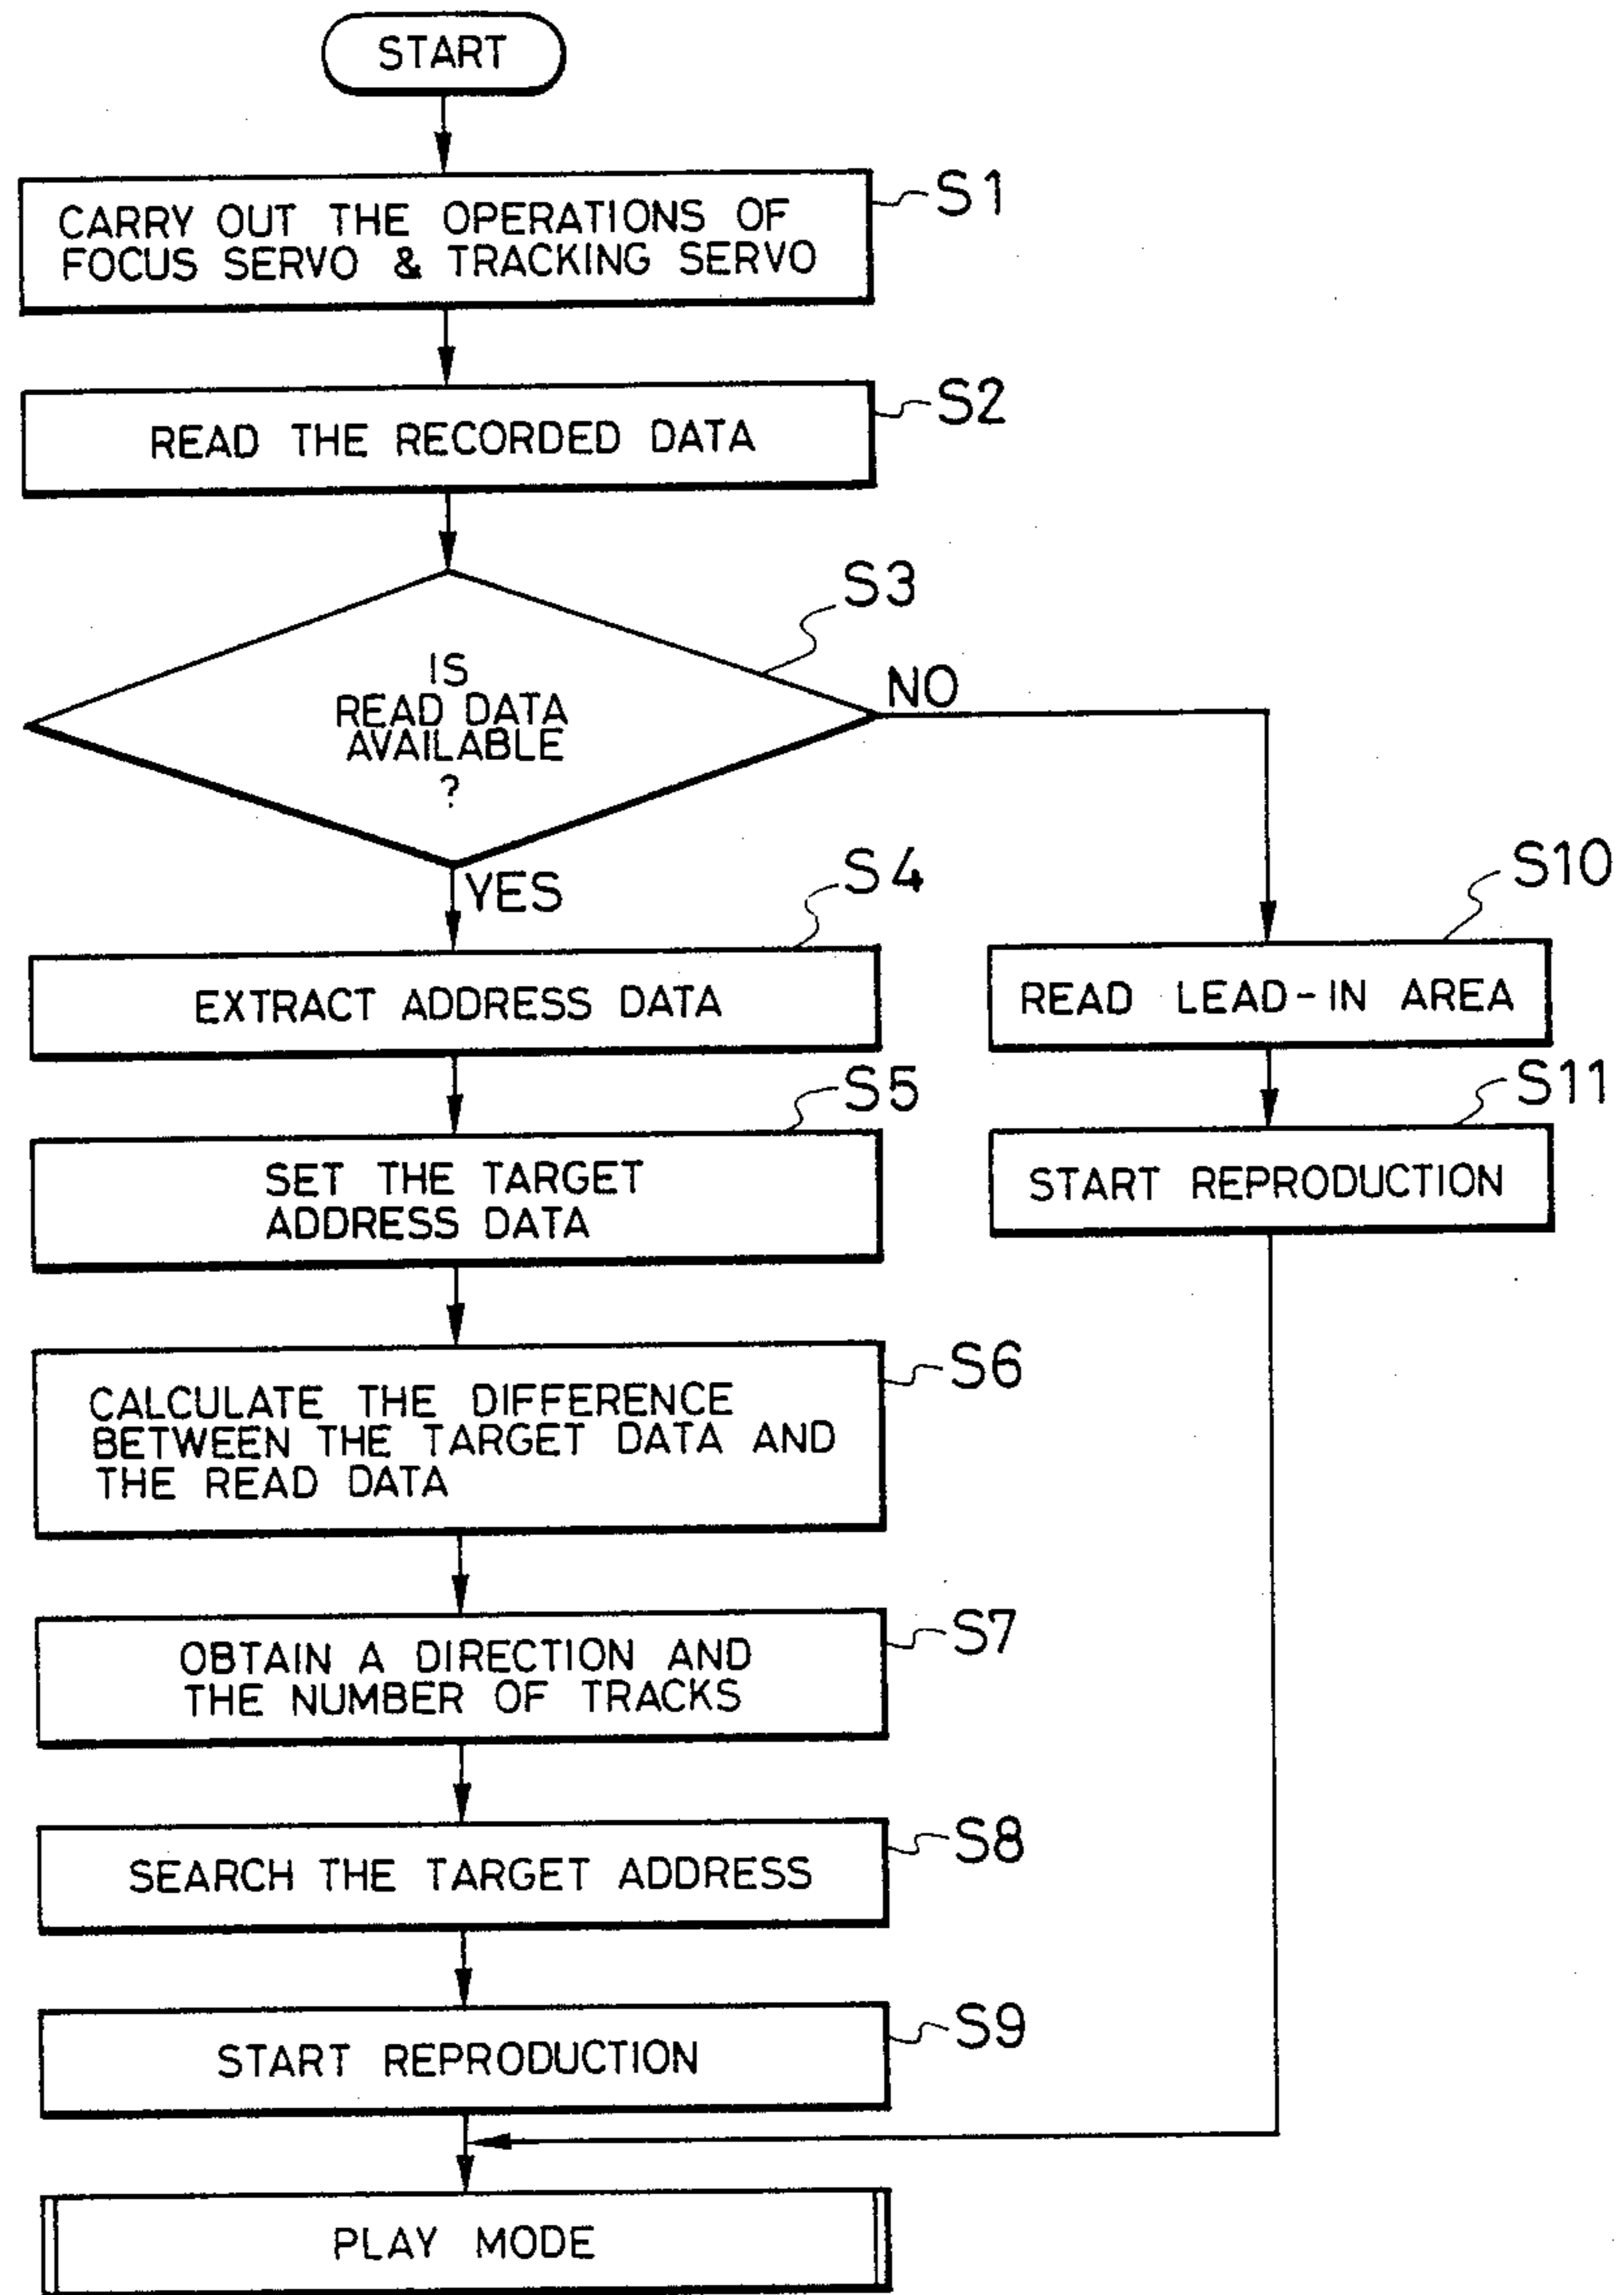 START
S1
CARRY OUT THE OPERATIONS OF
FOCUS SERVO & TRACKING SERVO
S2
READ THE RECORDED DATA
S3
IS
READ DATA
AVAILABLE
?
NO
YES
S4
EXTRACT ADDRESS DATA
S10
READ LEAD-IN AREA
S5
SET THE TARGET
ADDRESS DATA
S11
START REPRODUCTION
S6
CALCULATE THE DIFFERENCE
BETWEEN THE TARGET DATA AND
THE READ DATA
S7
OBTAIN A DIRECTION AND
THE NUMBER OF TRACKS
S8
SEARCH THE TARGET ADDRESS
S9
START REPRODUCTION
PLAY MODE